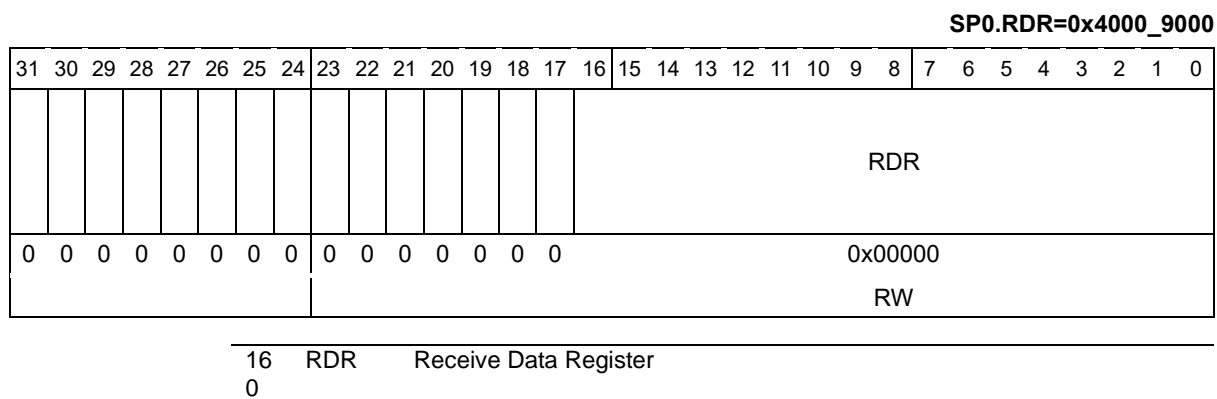 SP0.RDR=0x4000_9000
31 30 29 28 27 26 25 24 23 22 21 20 19 18 17 16 15 14 13 12 11 10 9 8 7 6 5 4 3 2 1 0
RDR
0 0 0 0 0 0 0 0 0 0 0 0 0 0 0 0x00000
RW
16 RDR Receive Data Register
0